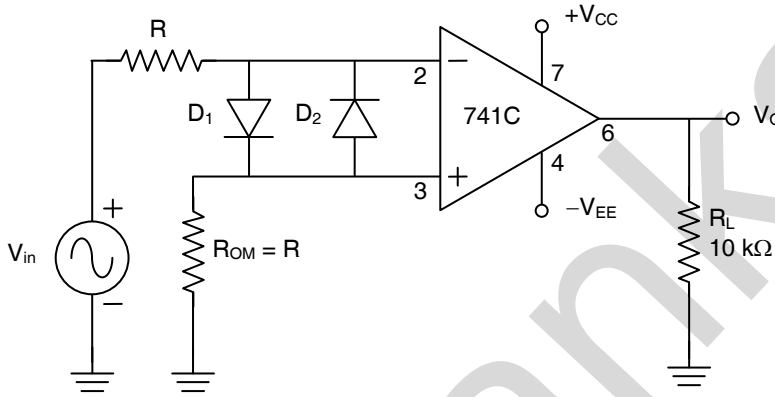 R
+V_CC
2
−
7
D₁
D₂
741C
6
V_O
4
3
+
+
V_in
−
−V_EE
R_OM = R
R_L
10 kΩ